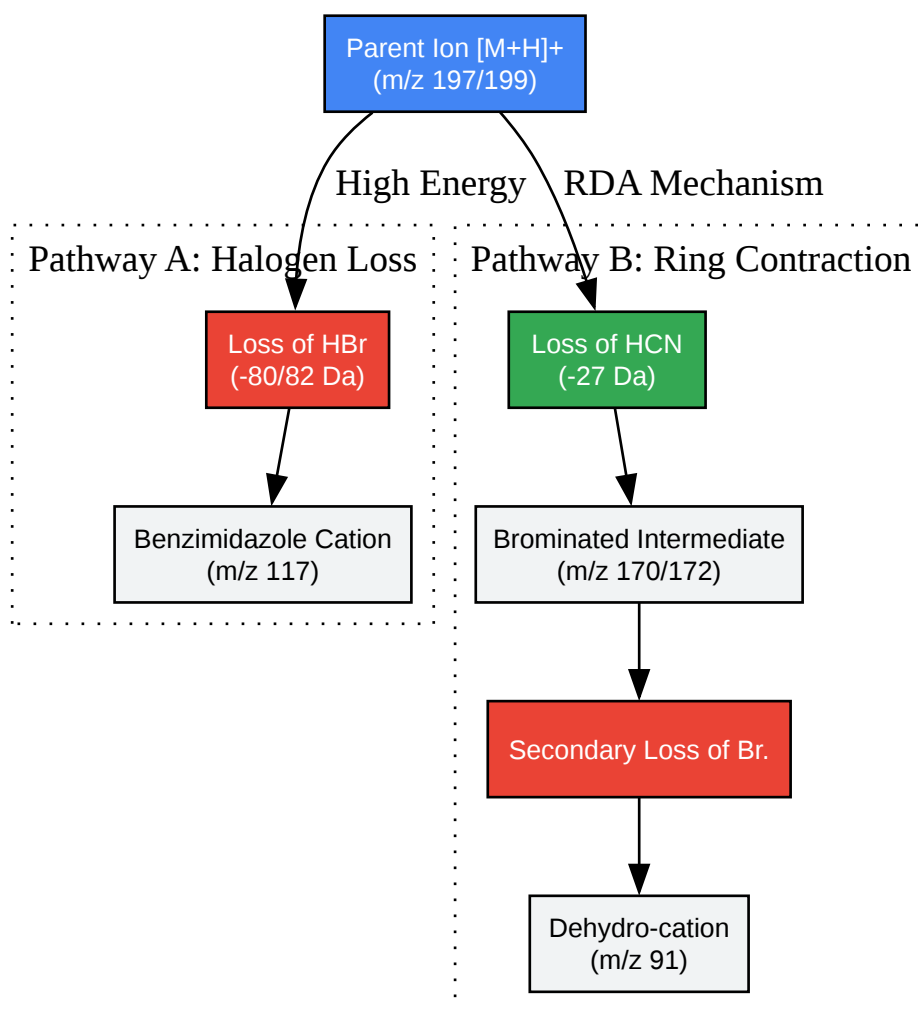 Parent Ion [M+H]+
(m/z 197/199)
High Energy
RDA Mechanism
Pathway A: Halogen Loss
Pathway B: Ring Contraction
Loss of HBr
(-80/82 Da)
Loss of HCN
(-27 Da)
Benzimidazole Cation
(m/z 117)
Brominated Intermediate
(m/z 170/172)
Secondary Loss of Br.
Dehydro-cation
(m/z 91)